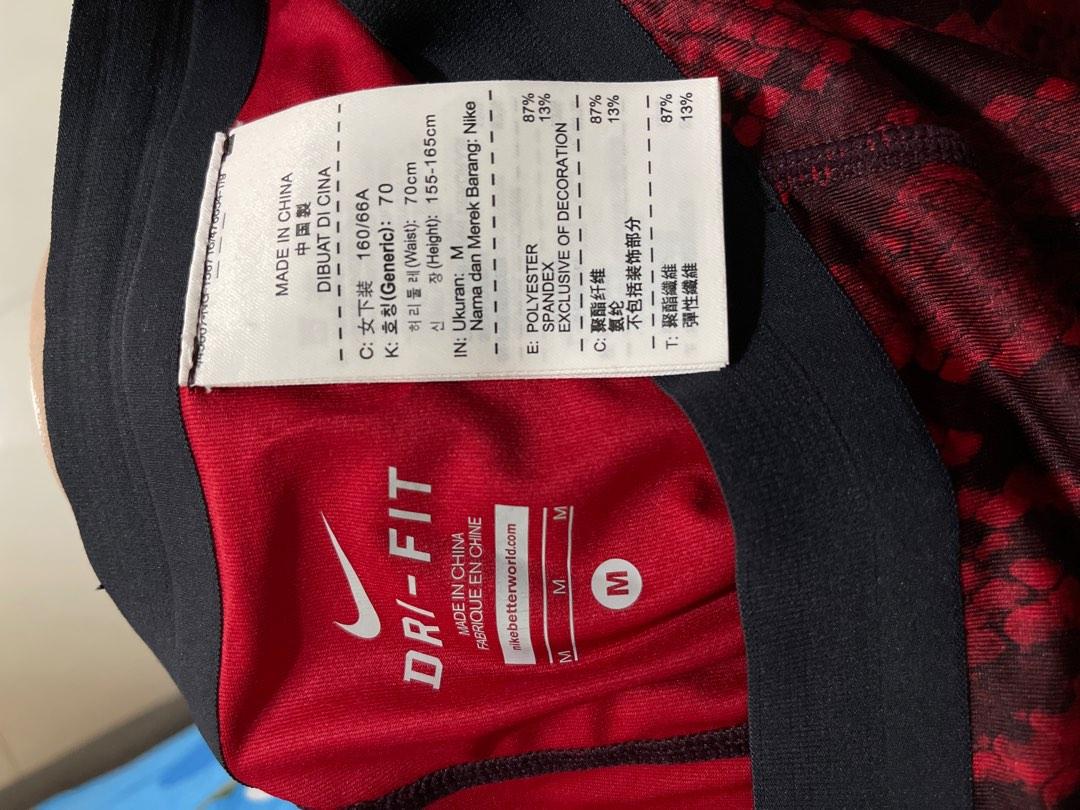 MADE IN CHINA
中国製
DIBUAT DI CINA
C: 女下装 160/66A
K: 호칭(Generic): 70
허리둘레(Waist): 70cm
신 장(Height): 155-165cm
IN: Ukuran: M
Nama dan Merek Barang: Nike
E: POLYESTER 87%
SPANDEX 13%
EXCLUSIVE OF DECORATION
C: 聚酯纤维 87%
氨纶 13%
不包括装饰部分
T: 聚酯纖維 87%
彈性纖維 13%
DRI-FIT
MADE IN CHINA
FABRIQUE EN CHINE
nikebetterworld.com
M M M
M